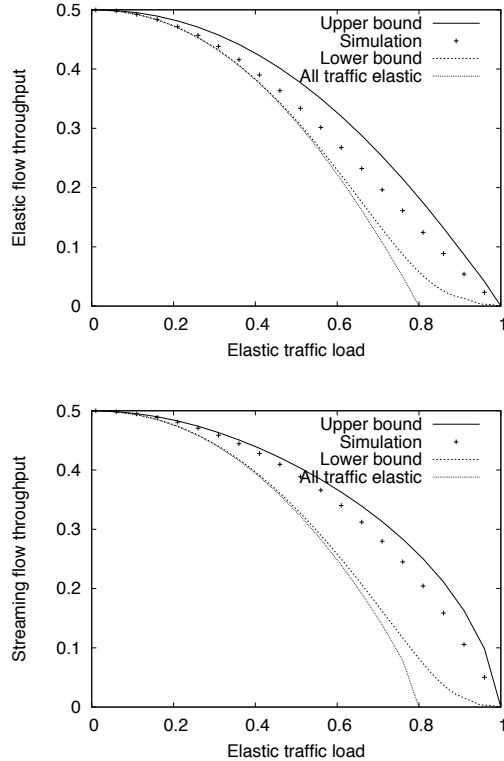 0.5
0.4
0.3
0.2
0.1
0
Elastic flow throughput
Upper bound
Simulation
Lower bound
All traffic elastic
0 0.2 0.4 0.6 0.8 1
Elastic traffic load
0.5
0.4
0.3
0.2
0.1
0
Streaming flow throughput
Upper bound
Simulation
Lower bound
All traffic elastic
0 0.2 0.4 0.6 0.8 1
Elastic traffic load